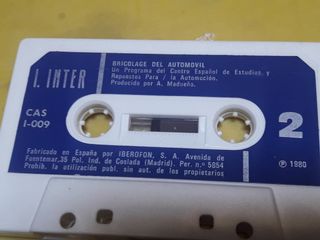 I. INTER
BRICOLAGE DEL AUTOMOVIL
Un Programa del Centro Español de Estudios, y
Repuestos Para / la Automoción.
Producido por A. Madueño.
CAS
I-009
2
Fabricado en España por IBEROFON, S. A. Avenida de
Fuentemar,35 Pol. Ind. de Coslada (Madrid). Per. n.º 5854
Prohib. la utilización publ. sin aut. de los propietarios
℗ 1980